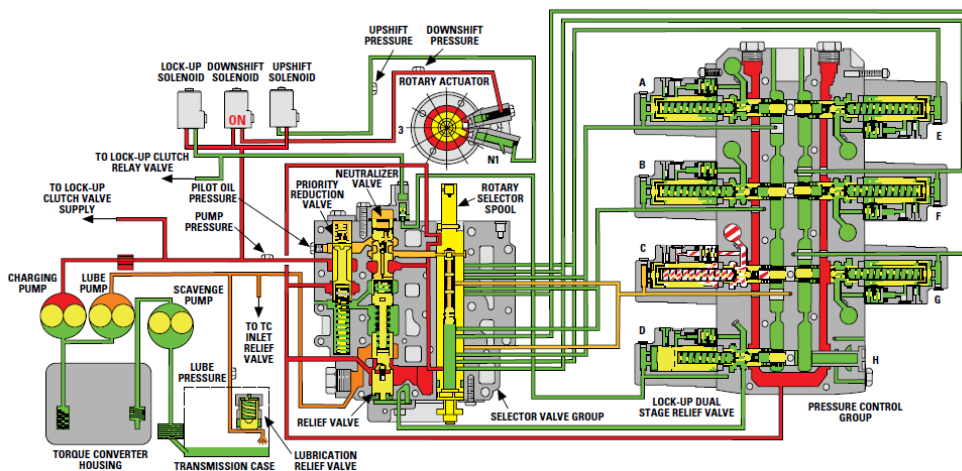 UPSHIFT
PRESSURE
DOWNSHIFT
PRESSURE
LOCK-UP
SOLENOID
DOWNSHIFT
SOLENOID
UPSHIFT
SOLENOID
ON
ROTARY ACTUATOR
3
N1
TO LOCK-UP CLUTCH
RELAY VALVE
TO LOCK-UP
CLUTCH VALVE
SUPPLY
PILOT OIL
PRESSURE
PUMP
PRESSURE
PRIORITY
REDUCTION
VALVE
NEUTRALIZER
VALVE
ROTARY
SELECTOR
SPOOL
CHARGING
PUMP
LUBE
PUMP
SCAVENGE
PUMP
TO TC
INLET RELIEF
VALVE
LUBE
PRESSURE
RELIEF VALVE
SELECTOR VALVE GROUP
TORQUE CONVERTER
HOUSING
TRANSMISSION CASE
LUBRICATION
RELIEF VALVE
A
B
C
D
E
F
G
H
LOCK-UP DUAL
STAGE RELIEF VALVE
PRESSURE CONTROL
GROUP